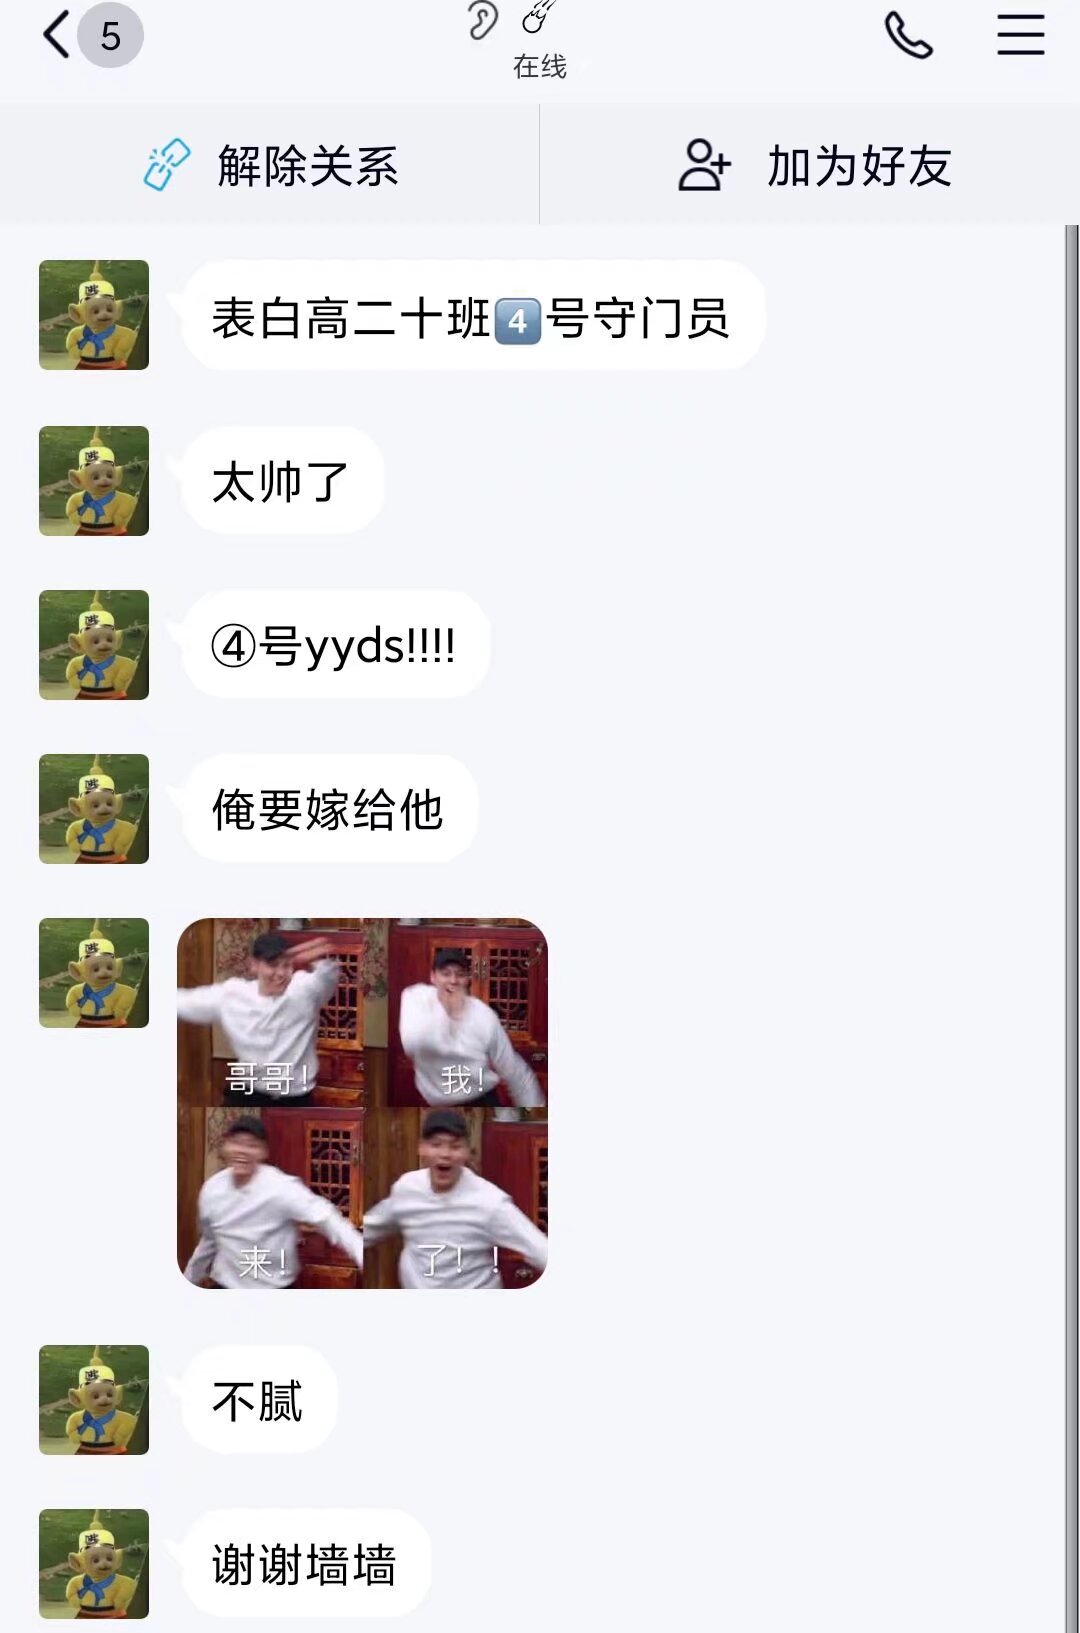 5
在线
解除关系
加为好友
表白高二十班4️⃣号守门员
太帅了
④号yyds!!!!
俺要嫁给他
哥哥！
我！
来！
了！！
不腻
谢谢墙墙